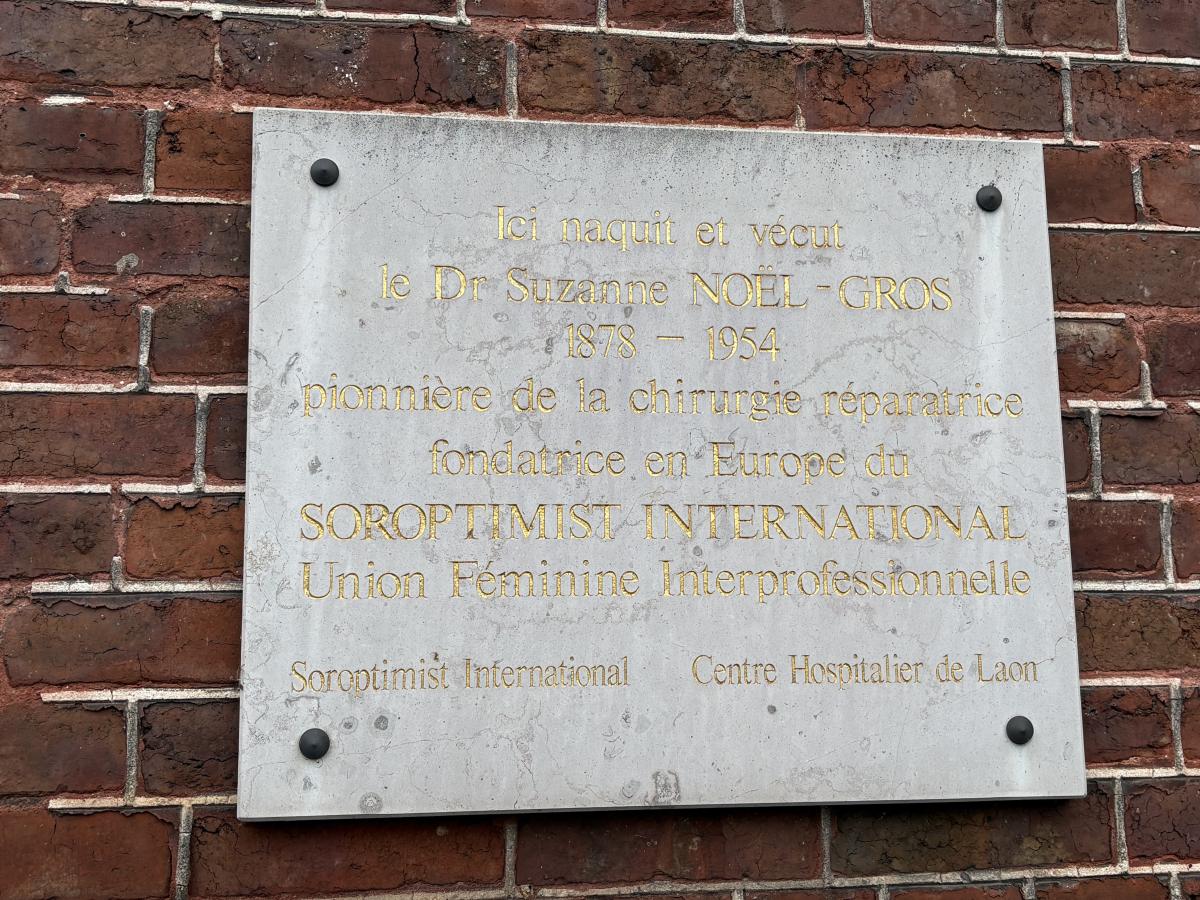 Ici naquit et vécut
le Dr Suzanne NOËL-GROS
1878 – 1954
pionnière de la chirurgie réparatrice
fondatrice en Europe du
SOROPTIMIST INTERNATIONAL
Union Féminine Interprofessionnelle
Soroptimist International Centre Hospitalier de Laon